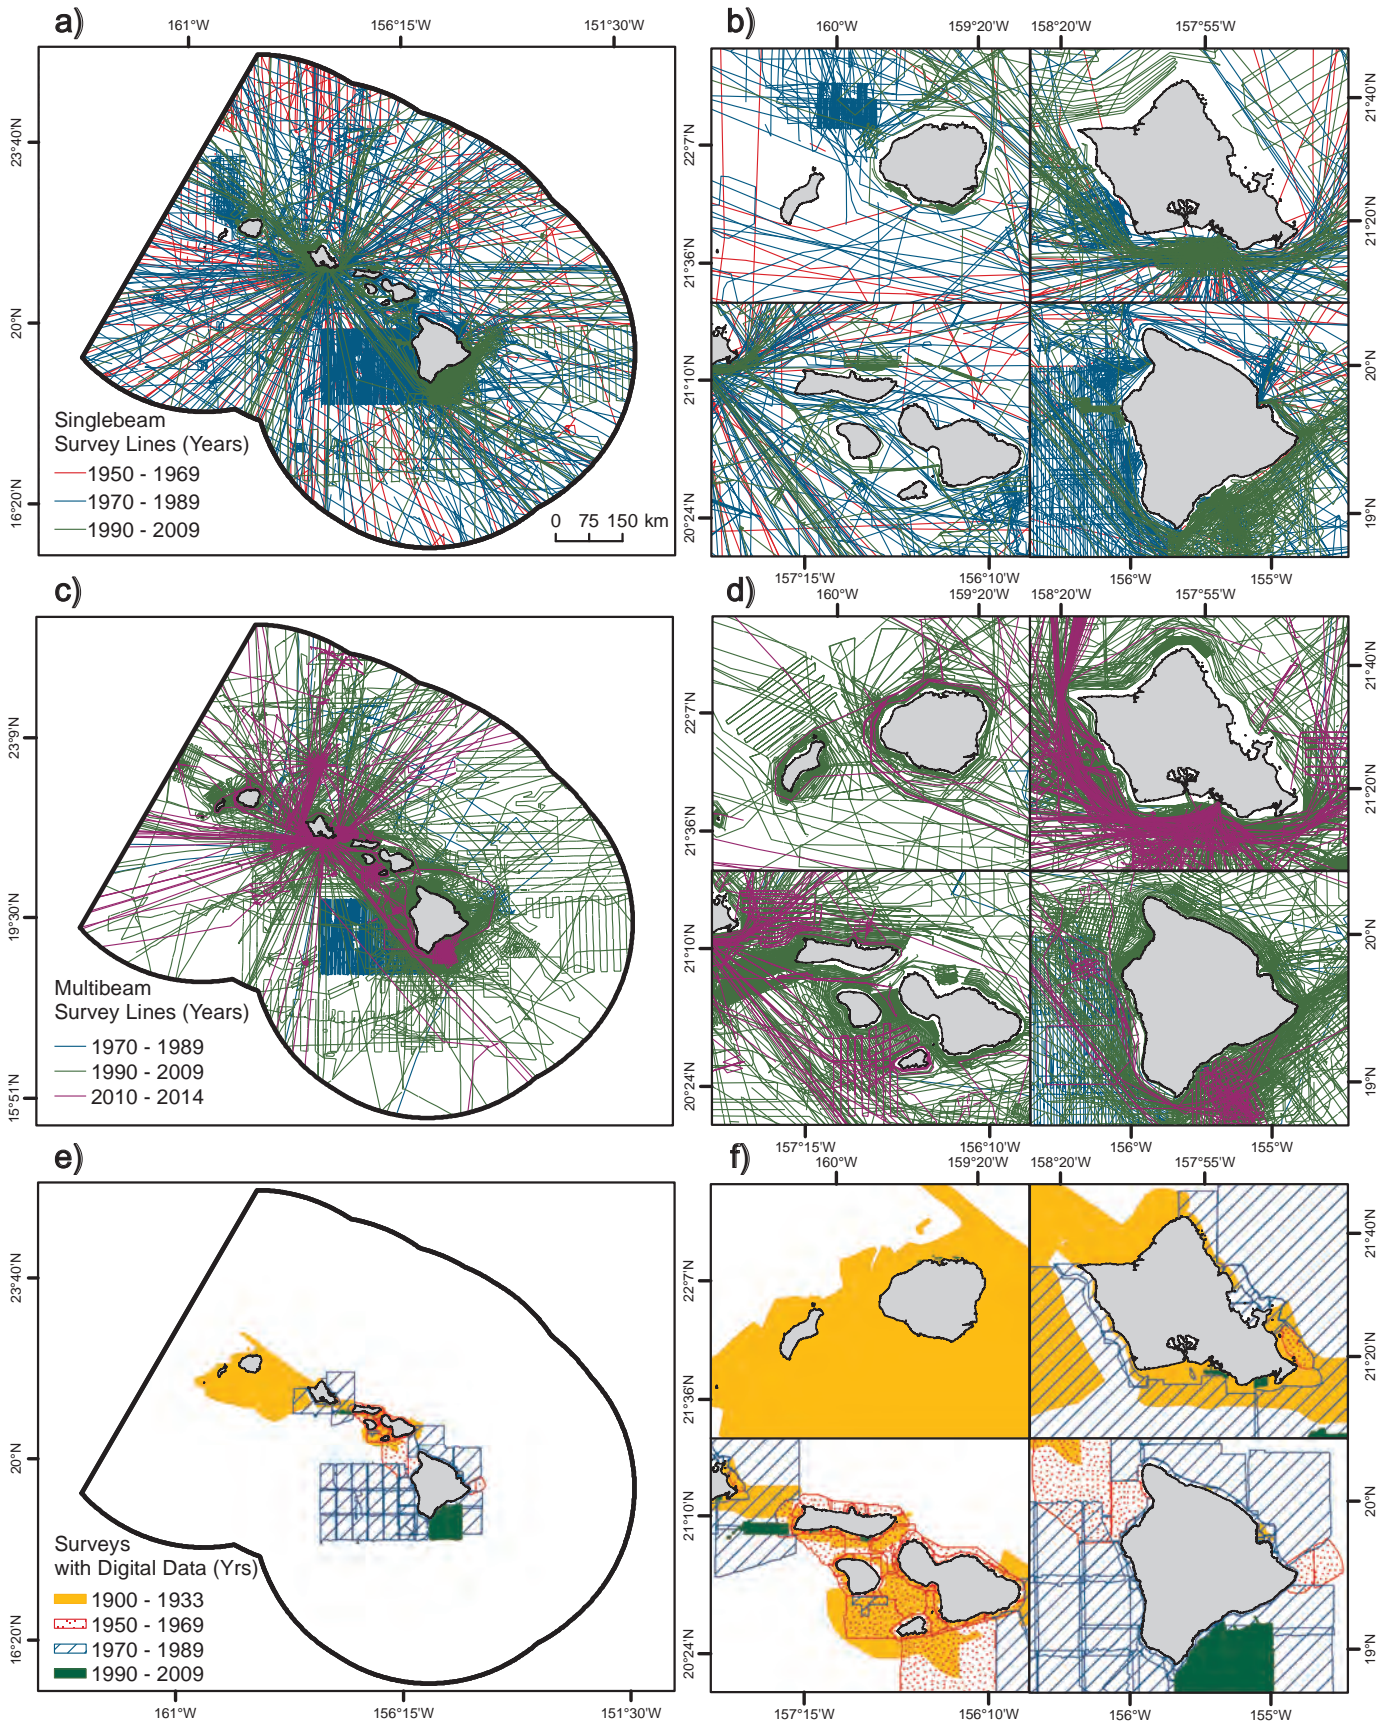 a)
161°W
156°15'W
151°30'W
23°40'N
20°N
16°20'N
Singlebeam
Survey Lines (Years)
1950 - 1969
1970 - 1989
1990 - 2009
0 75 150 km
b)
160°W
159°20'W
158°20'W
157°55'W
22°7'N
21°36'N
21°40'N
21°20'N
21°10'N
20°24'N
20°N
19°N
157°15'W
156°10'W
156°W
155°W
c)
23°9'N
19°30'N
15°51'N
Multibeam
Survey Lines (Years)
1970 - 1989
1990 - 2009
2010 - 2014
d)
160°W
159°20'W
158°20'W
157°55'W
22°7'N
21°36'N
21°40'N
21°20'N
21°10'N
20°24'N
20°N
19°N
157°15'W
156°10'W
156°W
155°W
e)
23°40'N
20°N
16°20'N
Surveys
with Digital Data (Yrs)
1900 - 1933
1950 - 1969
1970 - 1989
1990 - 2009
161°W
156°15'W
151°30'W
f)
160°W
159°20'W
158°20'W
157°55'W
22°7'N
21°36'N
21°40'N
21°20'N
21°10'N
20°24'N
20°N
19°N
157°15'W
156°10'W
156°W
155°W